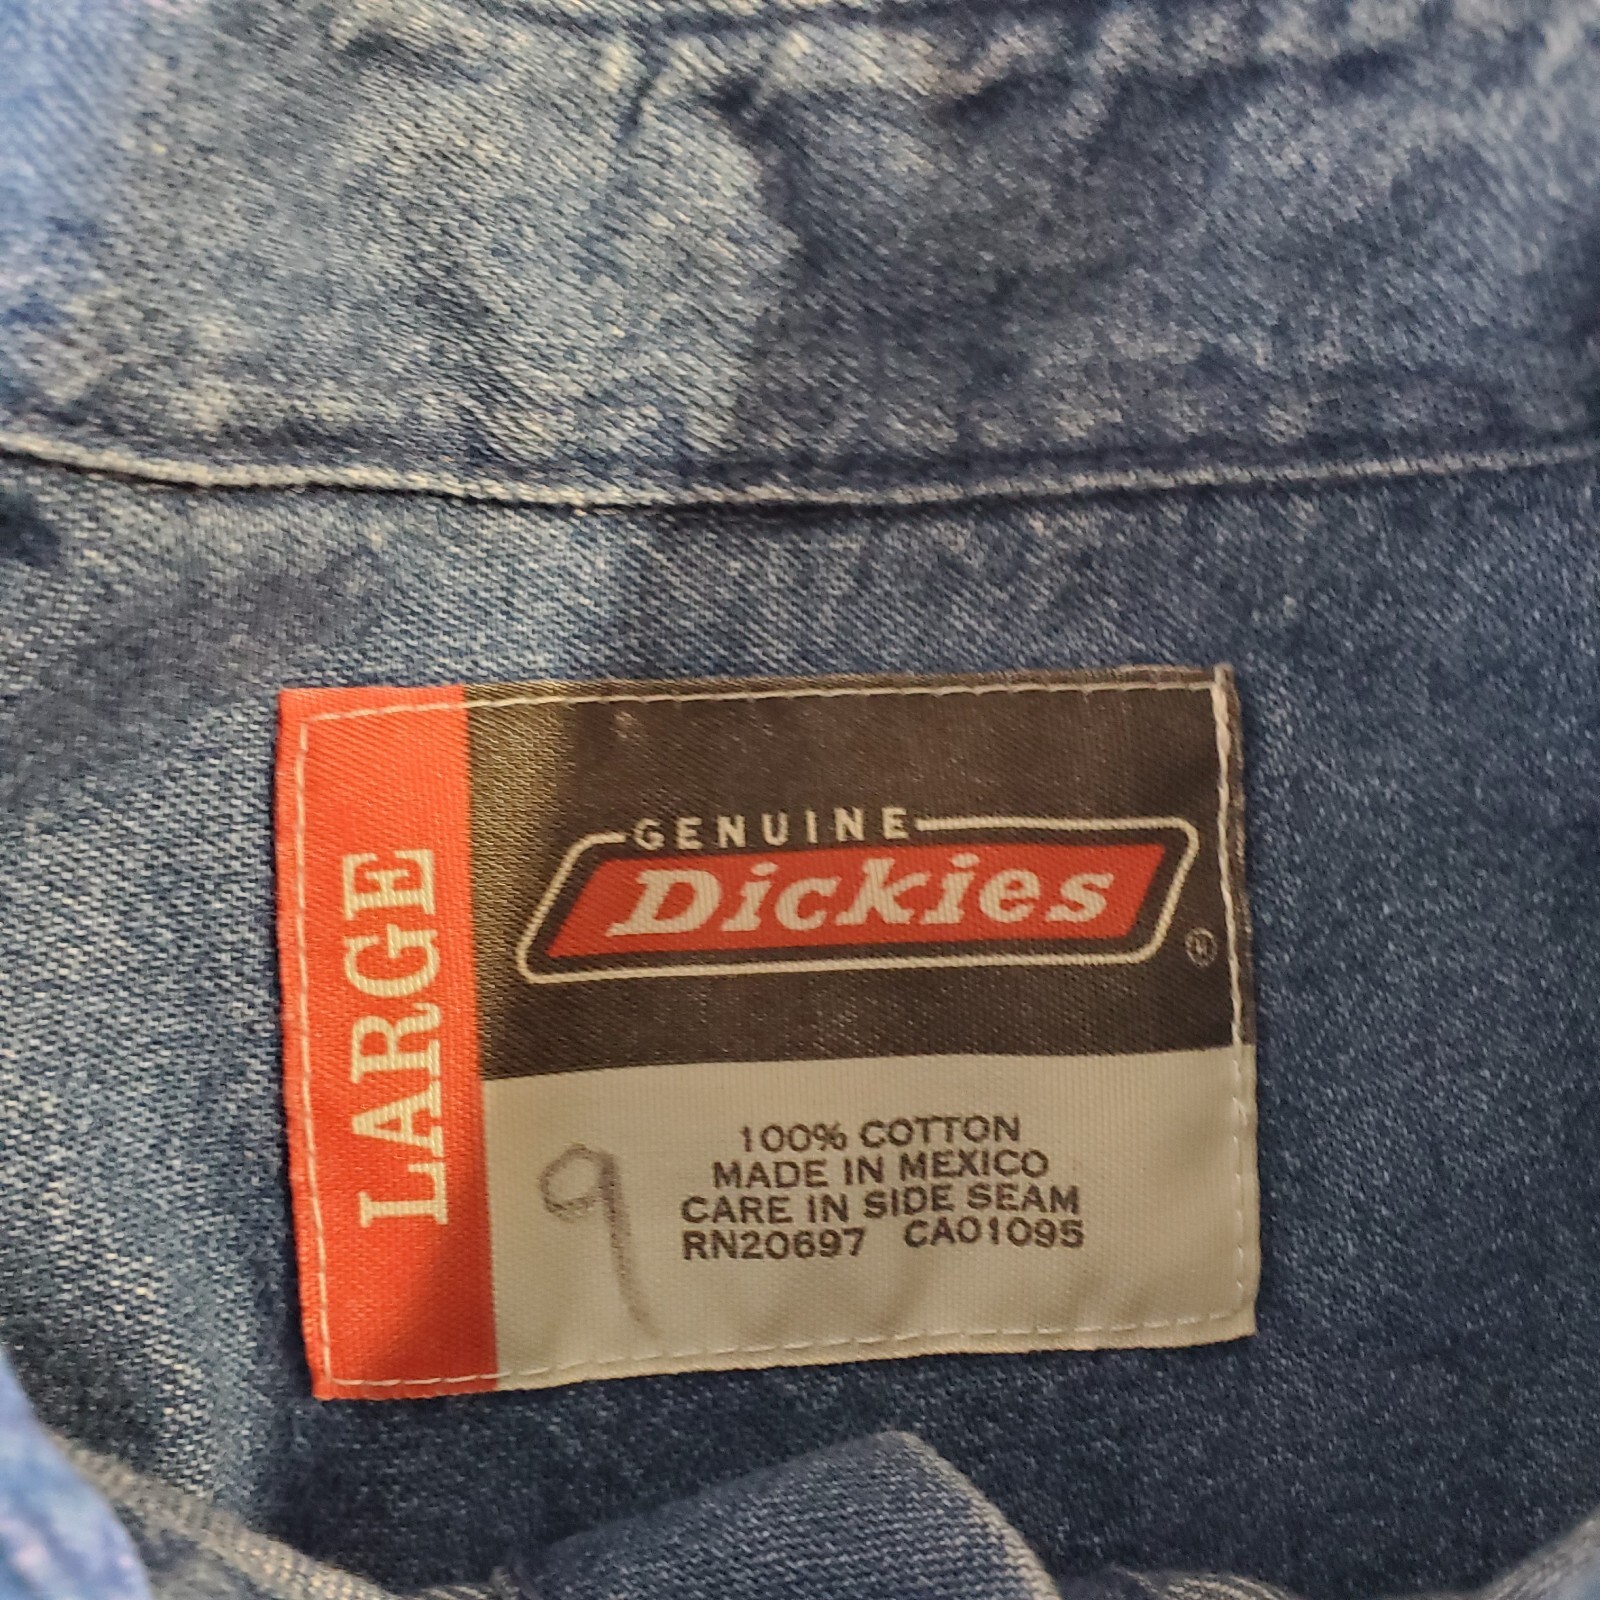 LARGE
GENUINE
Dickies
®
9
100% COTTON
MADE IN MEXICO
CARE IN SIDE SEAM
RN20697 CA01095